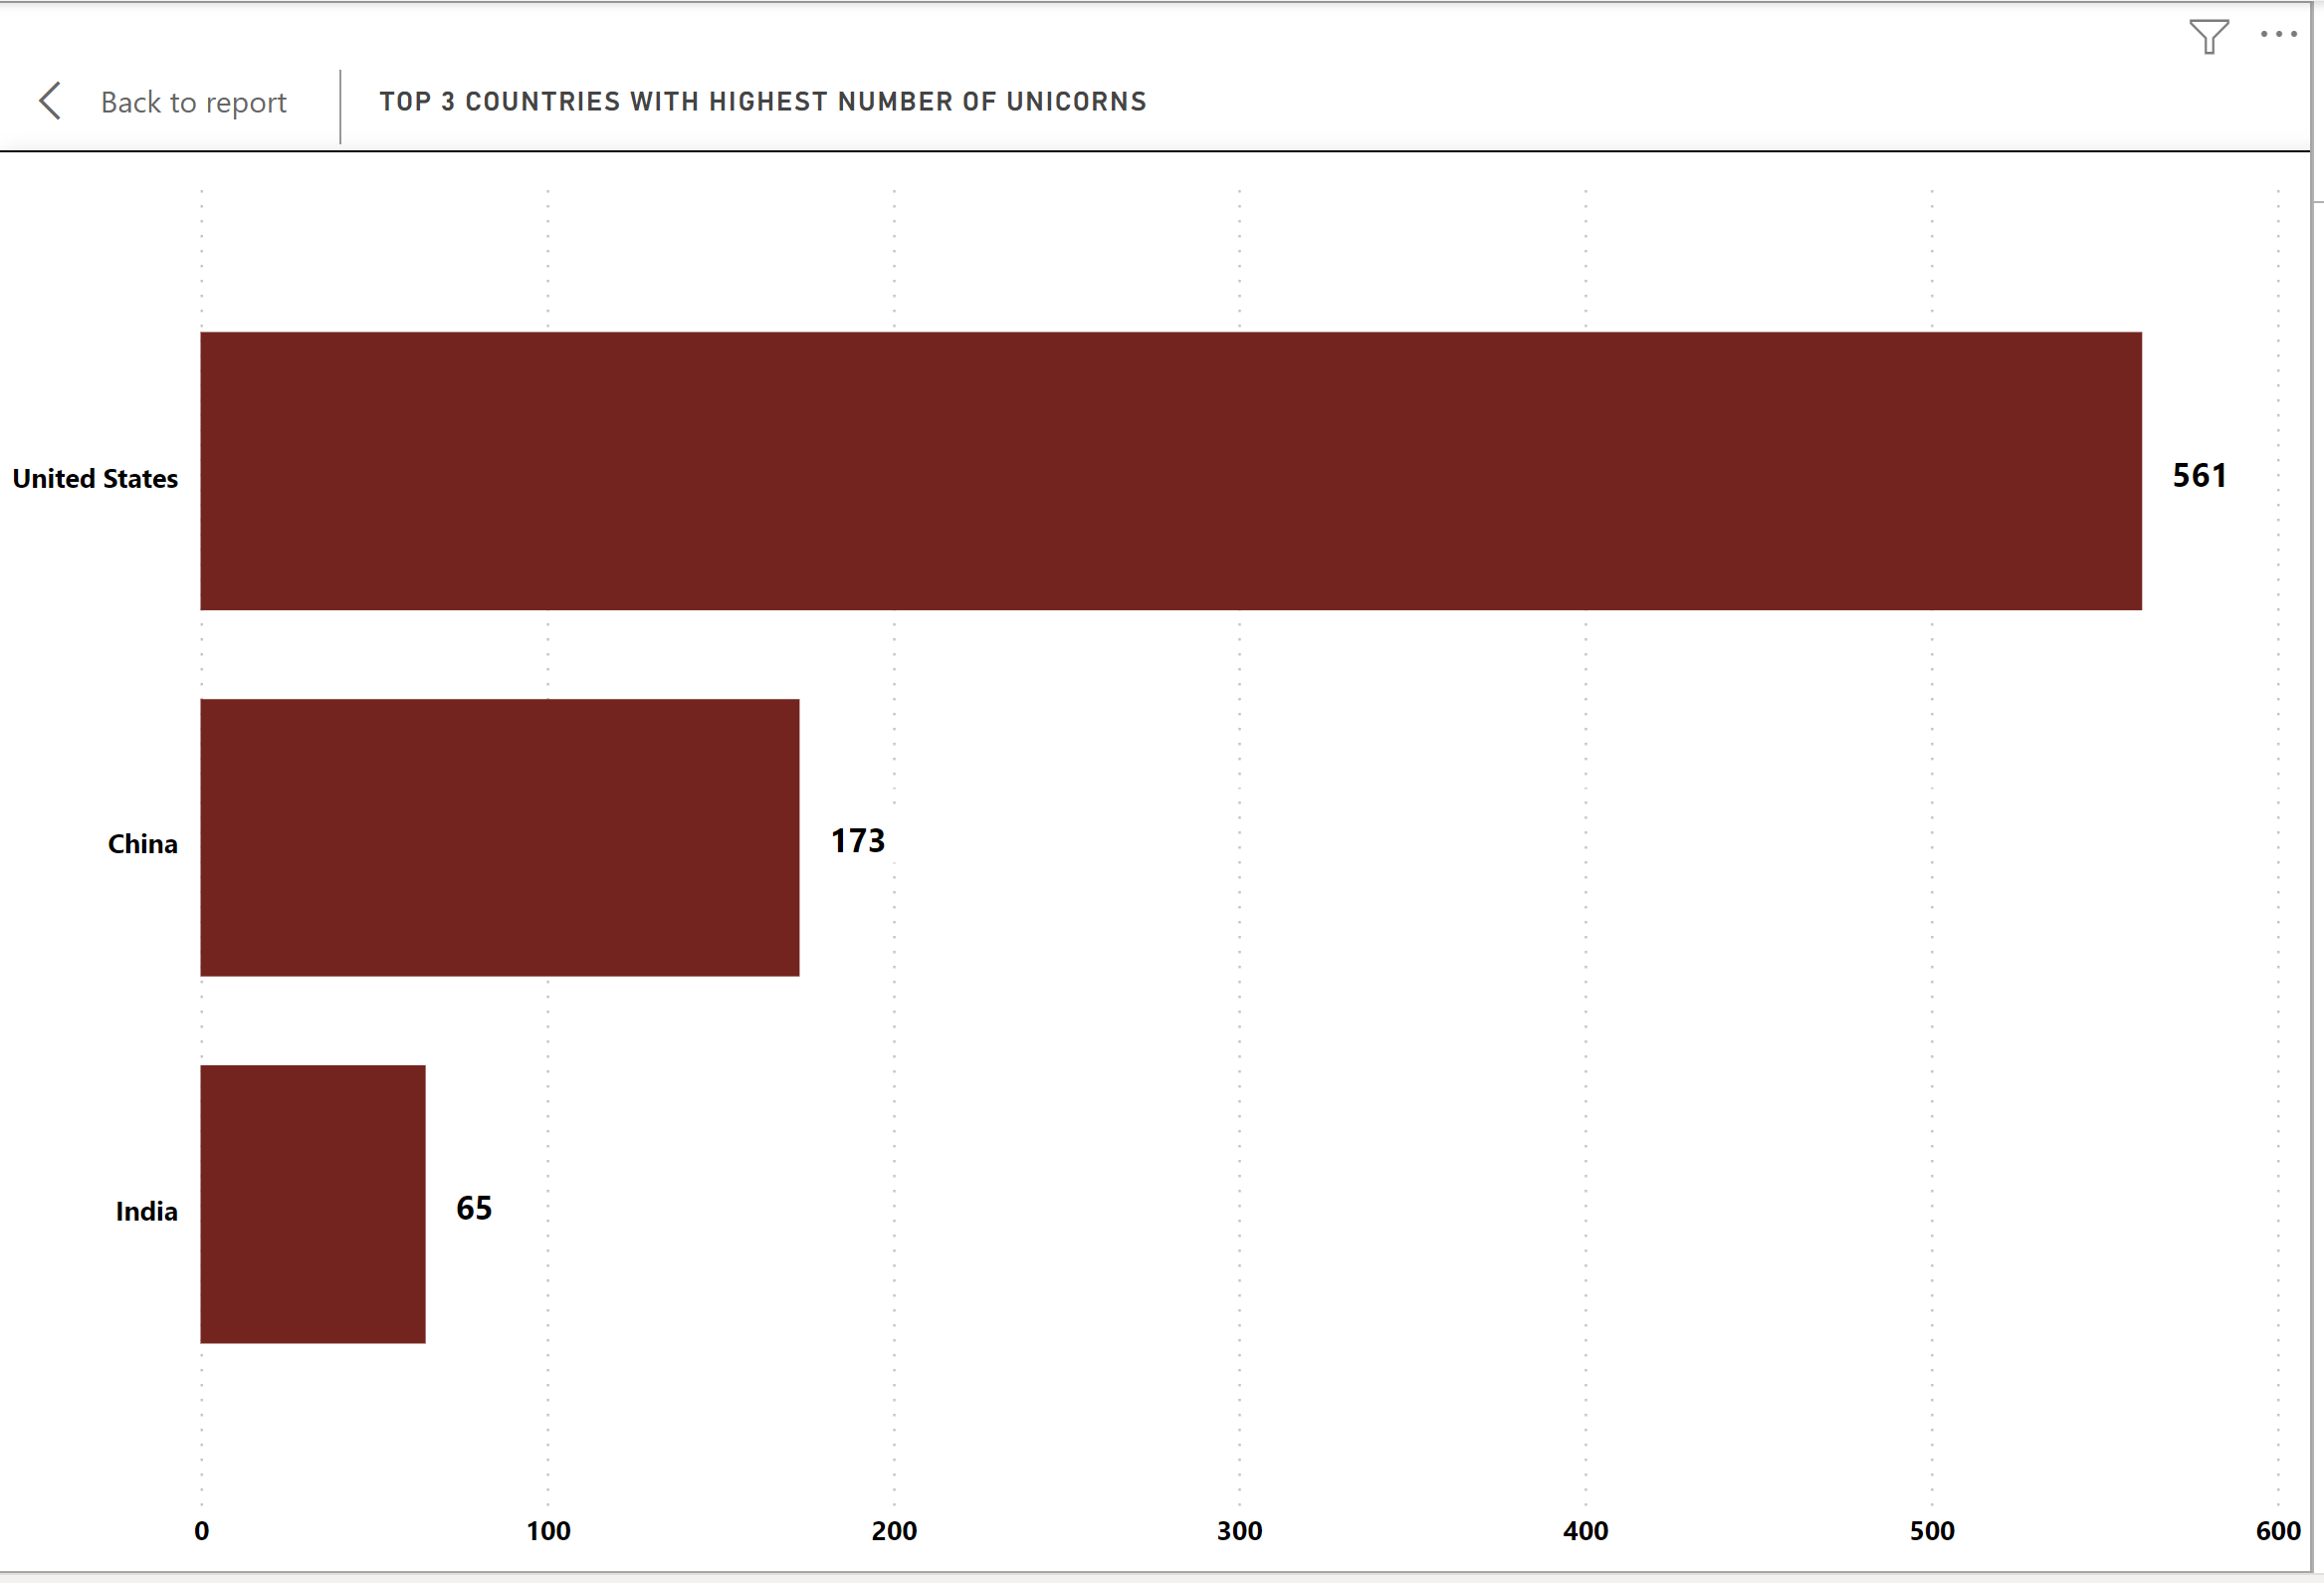 Back to report
TOP 3 COUNTRIES WITH HIGHEST NUMBER OF UNICORNS
United States 561
China 173
India 65
0 100 200 300 400 500 600